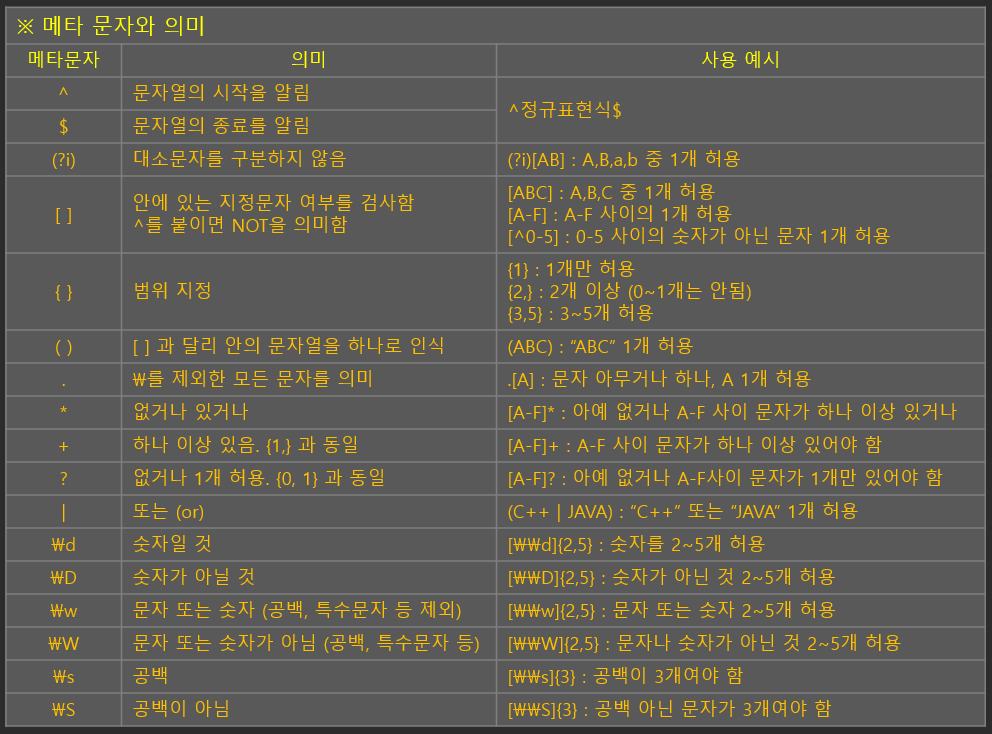 ※ 메타 문자와 의미
메타문자
의미
사용 예시
^
문자열의 시작을 알림
^정규표현식$
$
문자열의 종료를 알림
(?i)
대소문자를 구분하지 않음
(?i)[AB] : A,B,a,b 중 1개 허용
[ ]
안에 있는 지정문자 여부를 검사함
^를 붙이면 NOT을 의미함
[ABC] : A,B,C 중 1개 허용
[A-F] : A-F 사이의 1개 허용
[^0-5] : 0-5 사이의 숫자가 아닌 문자 1개 허용
{ }
범위 지정
{1} : 1개만 허용
{2,} : 2개 이상 (0~1개는 안됨)
{3,5} : 3~5개 허용
( )
[ ] 과 달리 안의 문자열을 하나로 인식
(ABC) : “ABC” 1개 허용
.
₩를 제외한 모든 문자를 의미
.[A] : 문자 아무거나 하나, A 1개 허용
*
없거나 있거나
[A-F]* : 아예 없거나 A-F 사이 문자가 하나 이상 있거나
+
하나 이상 있음. {1,} 과 동일
[A-F]+ : A-F 사이 문자가 하나 이상 있어야 함
?
없거나 1개 허용. {0, 1} 과 동일
[A-F]? : 아예 없거나 A-F사이 문자가 1개만 있어야 함
|
또는 (or)
(C++ | JAVA) : “C++” 또는 “JAVA” 1개 허용
₩d
숫자일 것
[₩₩d]{2,5} : 숫자를 2~5개 허용
₩D
숫자가 아닐 것
[₩₩D]{2,5} : 숫자가 아닌 것 2~5개 허용
₩w
문자 또는 숫자 (공백, 특수문자 등 제외)
[₩₩w]{2,5} : 문자 또는 숫자 2~5개 허용
₩W
문자 또는 숫자가 아님 (공백, 특수문자 등)
[₩₩W]{2,5} : 문자나 숫자가 아닌 것 2~5개 허용
₩s
공백
[₩₩s]{3} : 공백이 3개여야 함
₩S
공백이 아님
[₩₩S]{3} : 공백 아닌 문자가 3개여야 함